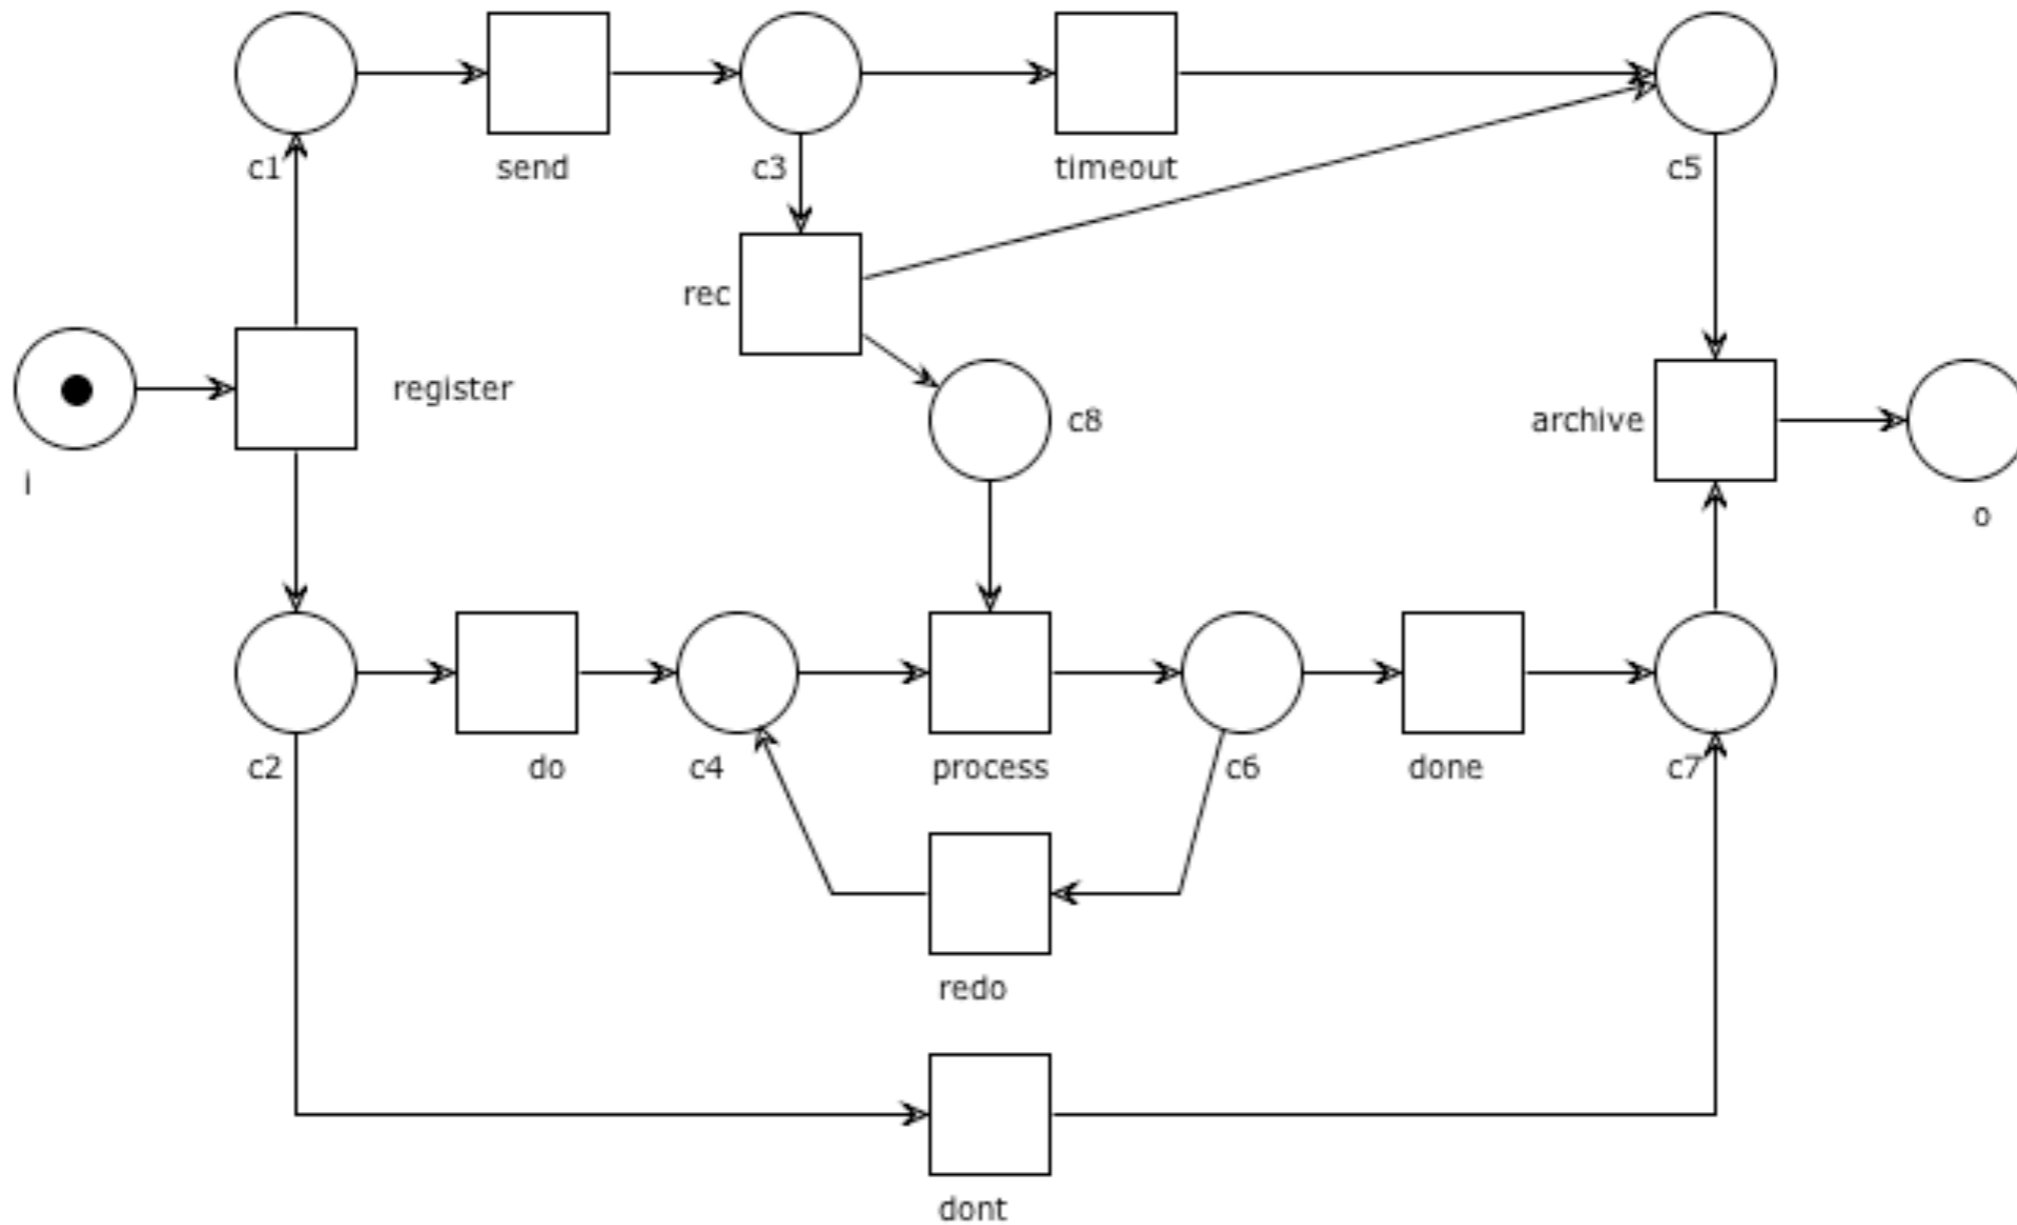 c1
send
c3
timeout
c5
rec
i
register
c8
archive
o
c2
do
c4
process
c6
done
c7
redo
dont